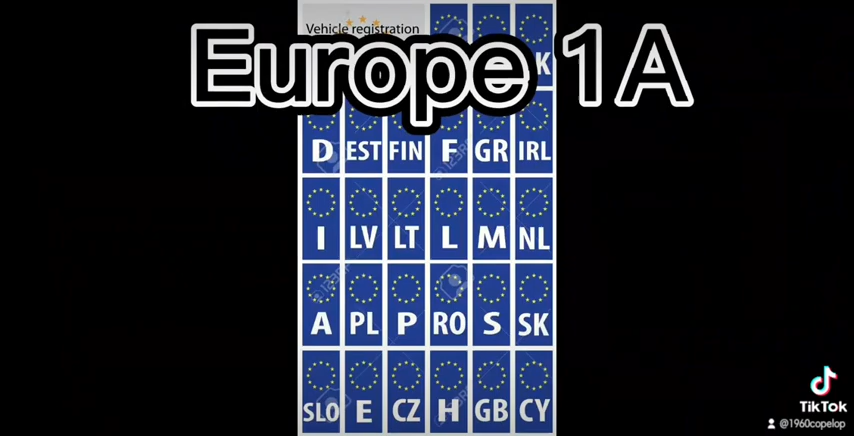 Vehicle registration
Europe 1A
K
D EST FIN F GR IRL
I LV LT L M NL
A PL P RO S SK
SLO E CZ H GB CY
TikTok
@1960copelop